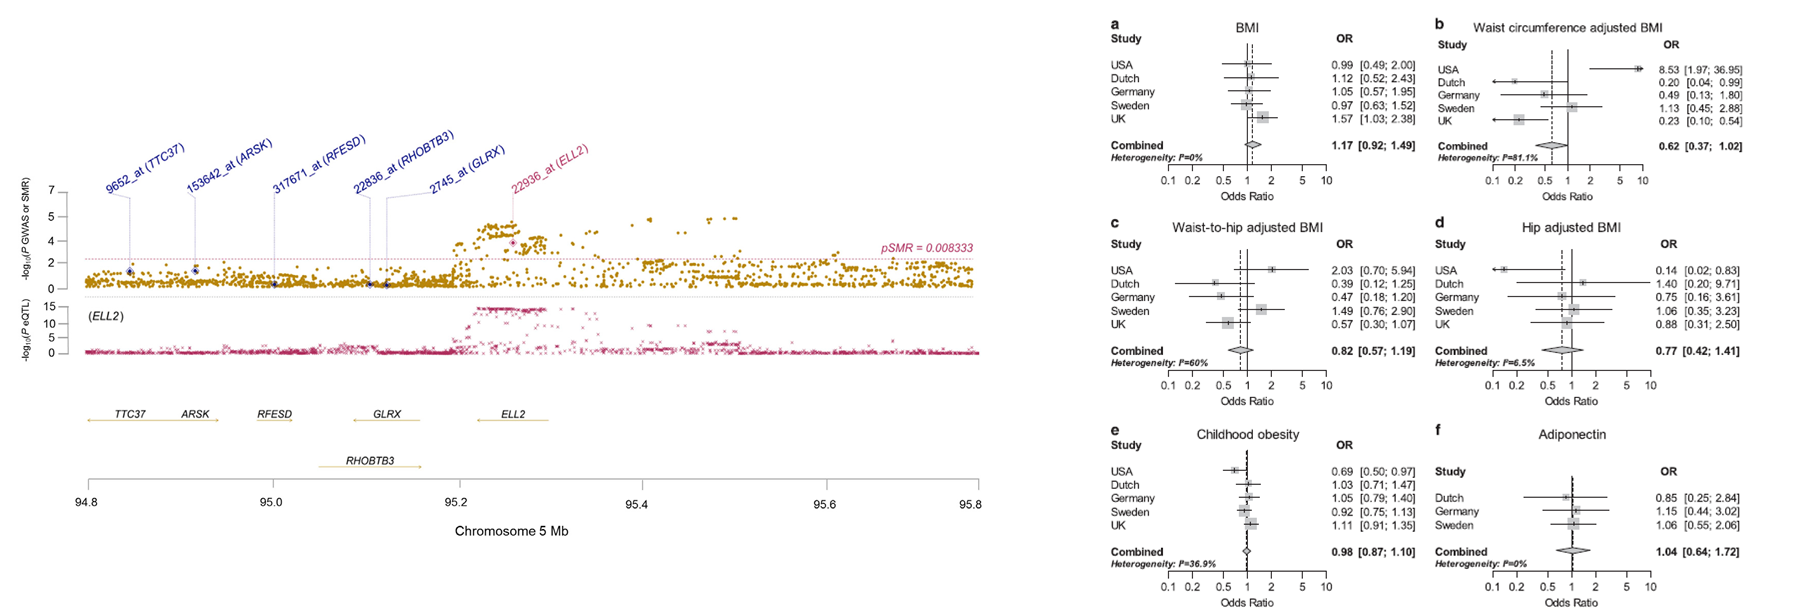 9652_at (TTC37)
153642_at (ARSK)
317671_at (RFESD)
22836_at (RHOBTB3)
2745_at (GLRX)
22936_at (ELL2)
-log10(P GWAS or SMR)
7
5
4
2
0
pSMR = 0.008333
-log10(P eQTL)
15
10
5
0
(ELL2)
TTC37 ARSK RFESD GLRX ELL2
RHOBTB3
94.8 95.0 95.2 95.4 95.6 95.8
Chromosome 5 Mb
a
BMI
Study OR
USA 0.99 [0.49; 2.00]
Dutch 1.12 [0.52; 2.43]
Germany 1.05 [0.57; 1.95]
Sweden 0.97 [0.63; 1.52]
UK 1.57 [1.03; 2.38]
Combined 1.17 [0.92; 1.49]
Heterogeneity: I²=0%
0.1 0.2 0.5 1 2 5 10
Odds Ratio
b
Waist circumference adjusted BMI
Study OR
USA 8.53 [1.97; 36.95]
Dutch 0.20 [0.04; 0.99]
Germany 0.49 [0.13; 1.80]
Sweden 1.13 [0.45; 2.88]
UK 0.23 [0.10; 0.54]
Combined 0.62 [0.37; 1.02]
Heterogeneity: I²=81.1%
0.1 0.2 0.5 1 2 5 10
Odds Ratio
c
Waist-to-hip adjusted BMI
Study OR
USA 2.03 [0.70; 5.94]
Dutch 0.39 [0.12; 1.25]
Germany 0.47 [0.18; 1.20]
Sweden 1.49 [0.76; 2.90]
UK 0.57 [0.30; 1.07]
Combined 0.82 [0.57; 1.19]
Heterogeneity: I²=60%
0.1 0.2 0.5 1 2 5 10
Odds Ratio
d
Hip adjusted BMI
Study OR
USA 0.14 [0.02; 0.83]
Dutch 1.40 [0.20; 9.71]
Germany 0.75 [0.16; 3.61]
Sweden 1.06 [0.35; 3.23]
UK 0.88 [0.31; 2.50]
Combined 0.77 [0.42; 1.41]
Heterogeneity: I²=6.5%
0.1 0.2 0.5 1 2 5 10
Odds Ratio
e
Childhood obesity
Study OR
USA 0.69 [0.50; 0.97]
Dutch 1.03 [0.71; 1.47]
Germany 1.05 [0.79; 1.40]
Sweden 0.92 [0.75; 1.13]
UK 1.11 [0.91; 1.35]
Combined 0.98 [0.87; 1.10]
Heterogeneity: I²=36.9%
0.1 0.2 0.5 1 2 5 10
Odds Ratio
f
Adiponectin
Study OR
Dutch 0.85 [0.25; 2.84]
Germany 1.15 [0.44; 3.02]
Sweden 1.06 [0.55; 2.06]
Combined 1.04 [0.64; 1.72]
Heterogeneity: I²=0%
0.1 0.2 0.5 1 2 5 10
Odds Ratio